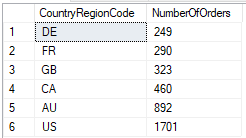 CountryRegionCode NumberOfOrders
1 DE 249
2 FR 290
3 GB 323
4 CA 460
5 AU 892
6 US 1701